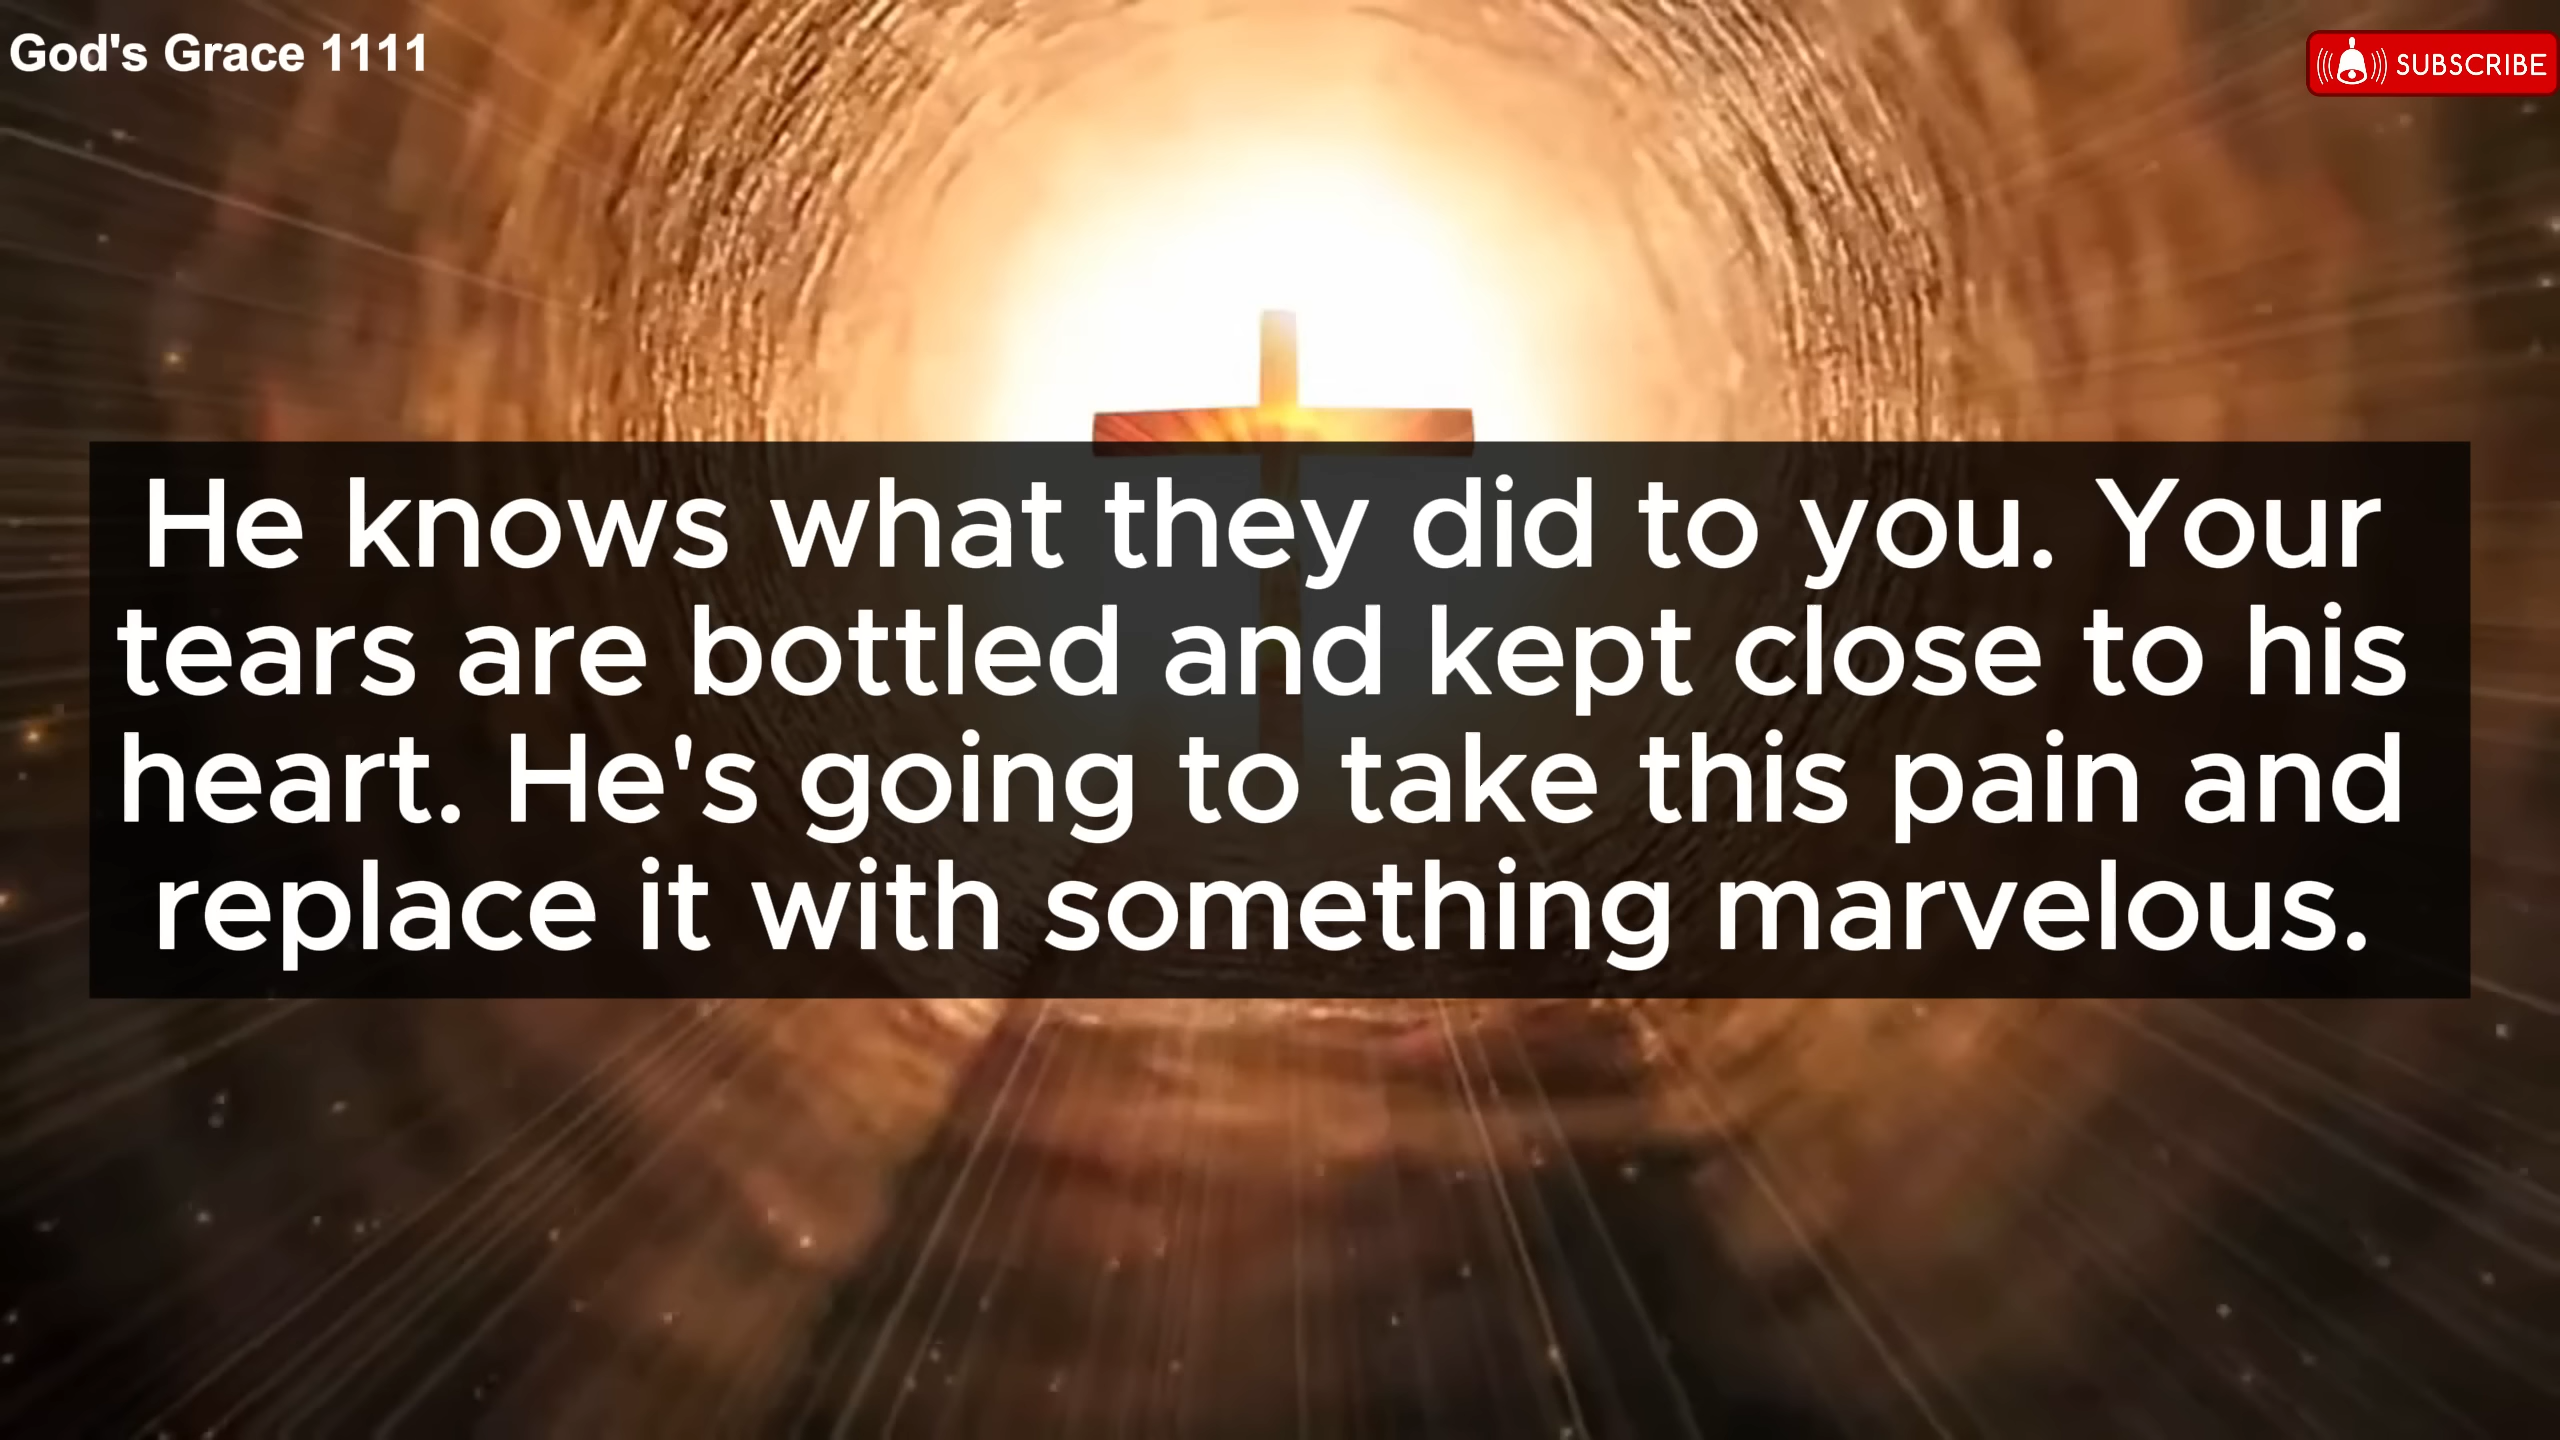 God's Grace 1111
SUBSCRIBE
He knows what they did to you. Your
tears are bottled and kept close to his
heart. He's going to take this pain and
replace it with something marvelous.